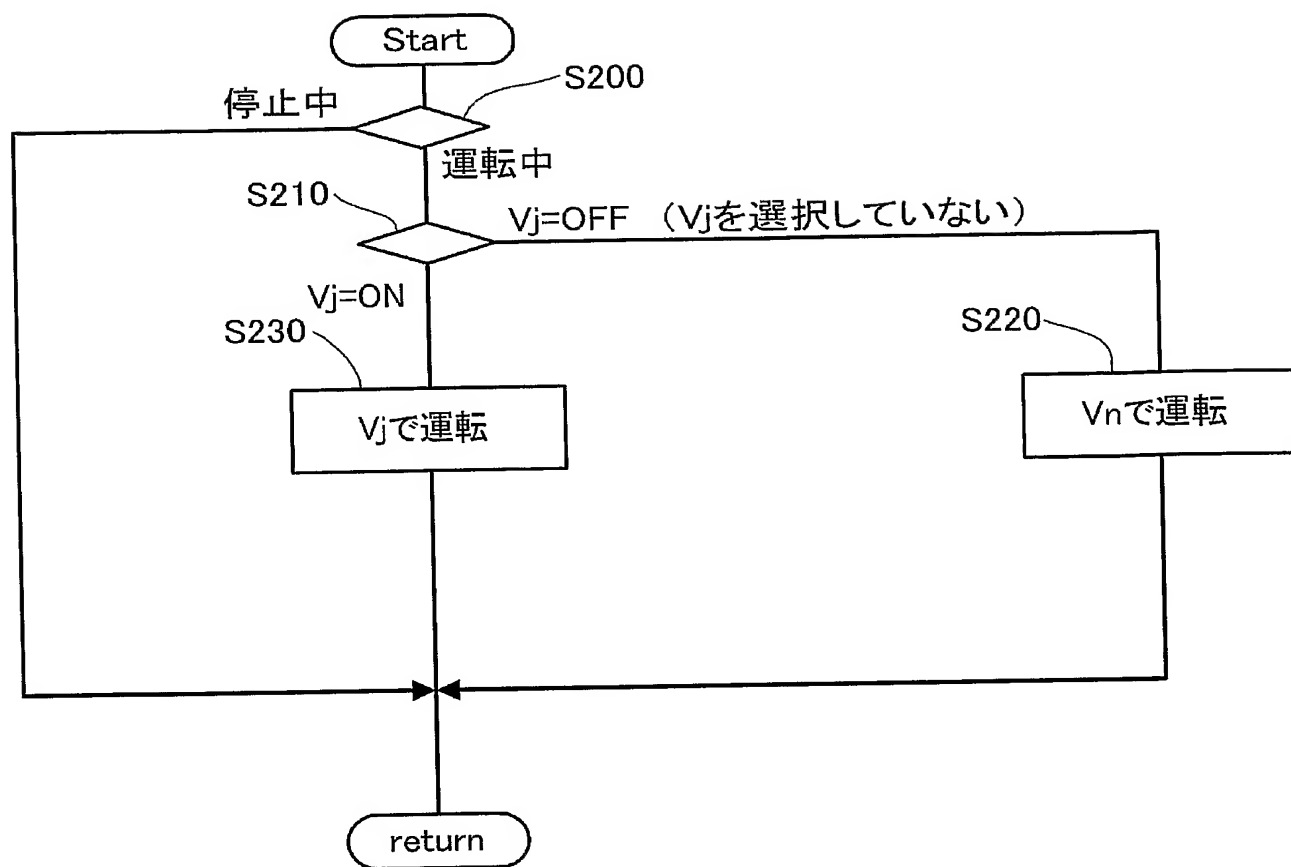 Start
S200
停止中
運転中
S210
Vj=OFF （Vjを選択していない）
Vj=ON
S230
S220
Vjで運転
Vnで運転
return